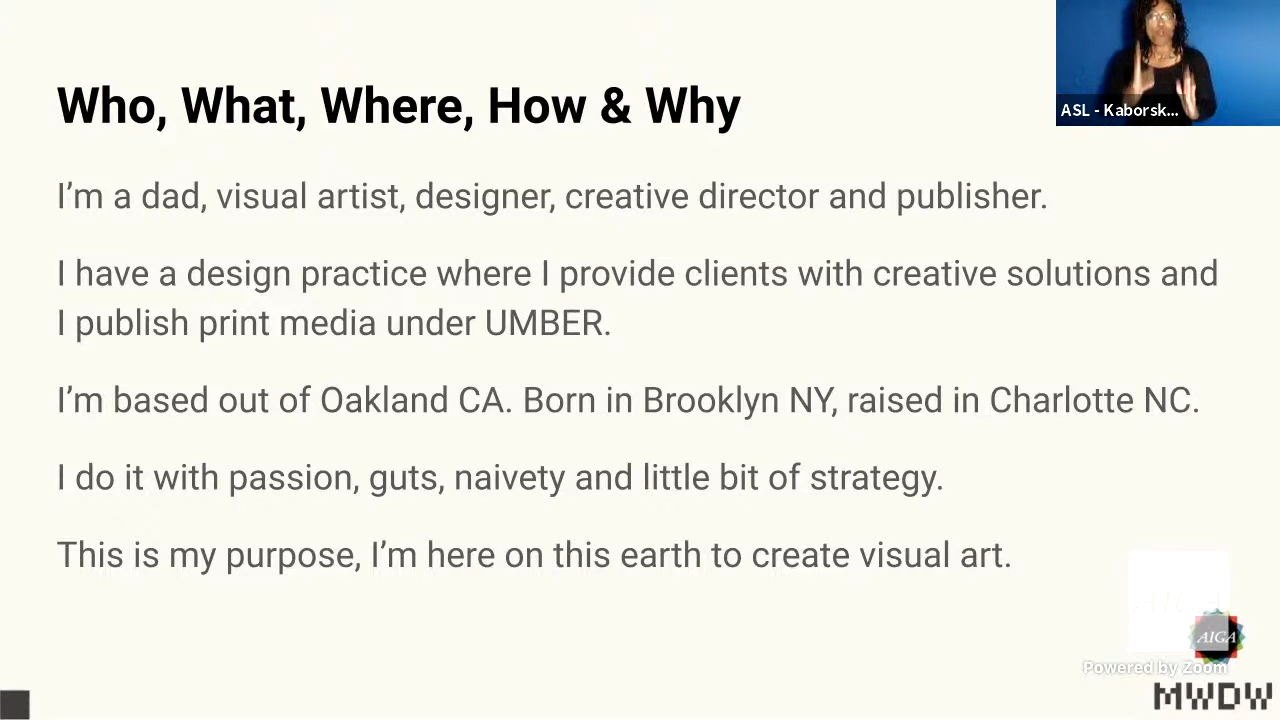 Who, What, Where, How & Why
ASL - Kaborsk...
I’m a dad, visual artist, designer, creative director and publisher.
I have a design practice where I provide clients with creative solutions and
I publish print media under UMBER.
I’m based out of Oakland CA. Born in Brooklyn NY, raised in Charlotte NC.
I do it with passion, guts, naivety and little bit of strategy.
This is my purpose, I’m here on this earth to create visual art.
AIGA
Powered by Zoom
MWDW